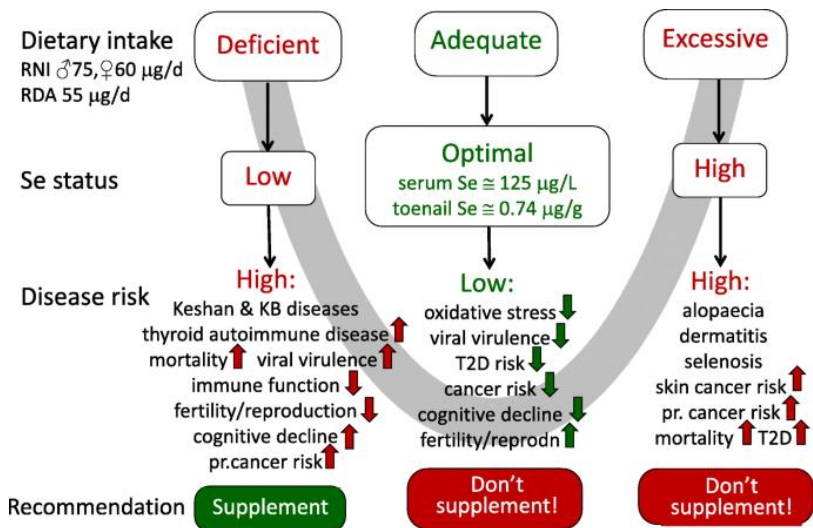 Dietary intake
RNI ♂75,♀60 µg/d
RDA 55 µg/d
Deficient
Adequate
Excessive
Se status
Low
Optimal
serum Se ≅ 125 µg/L
toenail Se ≅ 0.74 µg/g
High
Disease risk
High:
Keshan & KB diseases
thyroid autoimmune disease
mortality viral virulence
immune function
fertility/reproduction
cognitive decline
pr.cancer risk
Low:
oxidative stress
viral virulence
T2D risk
cancer risk
cognitive decline
fertility/reprodn
High:
alopaecia
dermatitis
selenosis
skin cancer risk
pr. cancer risk
mortality T2D
Recommendation
Supplement
Don't
supplement!
Don't
supplement!